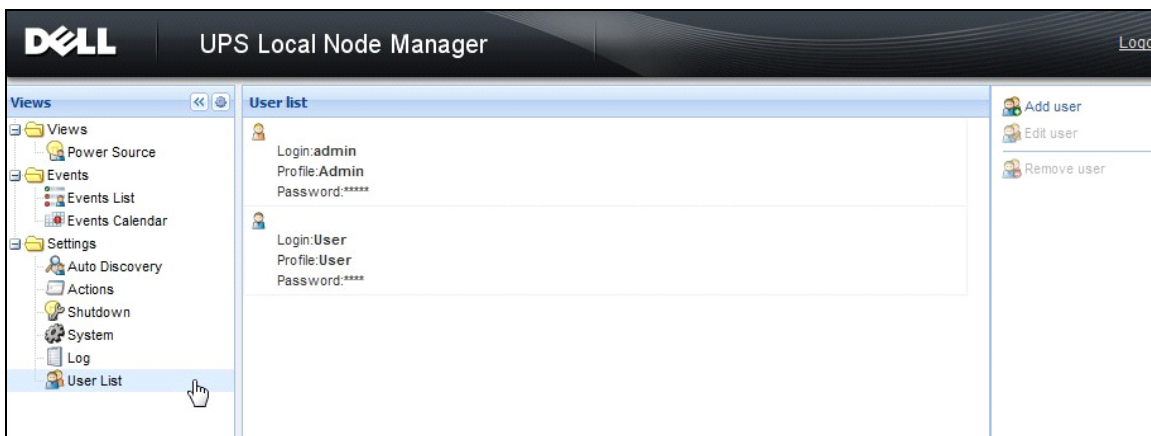 DELL
UPS Local Node Manager
Views
Views
Power Source
Events
Events List
Events Calendar
Settings
Auto Discovery
Actions
Shutdown
System
Log
User List
User list
Login:admin
Profile:Admin
Password:*****
Login:User
Profile:User
Password:****
Add user
Edit user
Remove user